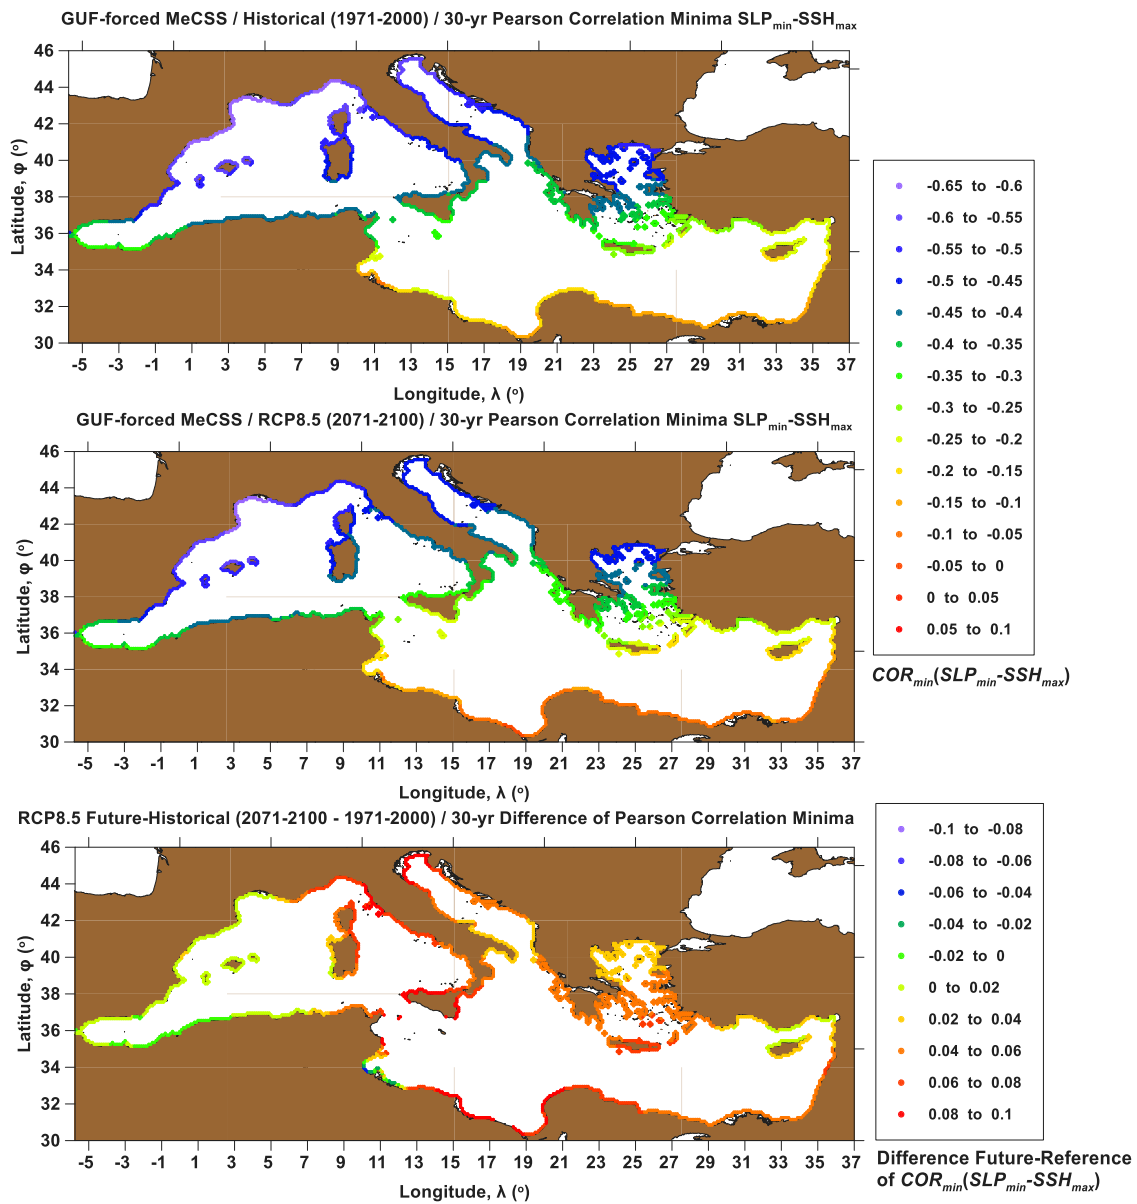 GUF-forced MeCSS / Historical (1971-2000) / 30-yr Pearson Correlation Minima SLPmin-SSHmax
46
44
42
40
38
36
34
32
30
Latitude, φ (°)
-5 -3 -1 1 3 5 7 9 11 13 15 17 19 21 23 25 27 29 31 33 35 37
Longitude, λ (°)
GUF-forced MeCSS / RCP8.5 (2071-2100) / 30-yr Pearson Correlation Minima SLPmin-SSHmax
46
44
42
40
38
36
34
32
30
Latitude, φ (°)
-5 -3 -1 1 3 5 7 9 11 13 15 17 19 21 23 25 27 29 31 33 35 37
Longitude, λ (°)
-0.65 to -0.6
-0.6 to -0.55
-0.55 to -0.5
-0.5 to -0.45
-0.45 to -0.4
-0.4 to -0.35
-0.35 to -0.3
-0.3 to -0.25
-0.25 to -0.2
-0.2 to -0.15
-0.15 to -0.1
-0.1 to -0.05
-0.05 to 0
0 to 0.05
0.05 to 0.1
CORmin(SLPmin-SSHmax)
RCP8.5 Future-Historical (2071-2100 - 1971-2000) / 30-yr Difference of Pearson Correlation Minima
46
44
42
40
38
36
34
32
30
Latitude, φ (°)
-5 -3 -1 1 3 5 7 9 11 13 15 17 19 21 23 25 27 29 31 33 35 37
Longitude, λ (°)
-0.1 to -0.08
-0.08 to -0.06
-0.06 to -0.04
-0.04 to -0.02
-0.02 to 0
0 to 0.02
0.02 to 0.04
0.04 to 0.06
0.06 to 0.08
0.08 to 0.1
Difference Future-Reference
of CORmin(SLPmin-SSHmax)